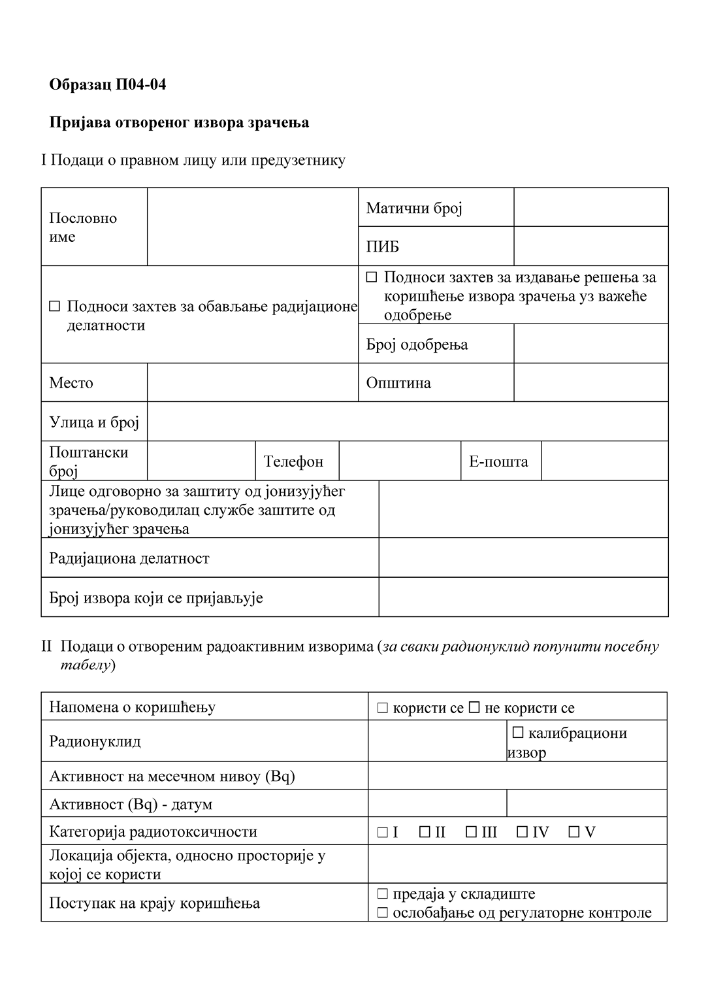 Образац П04-04
Пријава отвореног извора зрачења
I Подаци о правном лицу или предузетнику
Пословно
име
Матични број
ПИБ
☐ Подноси захтев за обављање радијационе
делатности
☐ Подноси захтев за издавање решења за
коришћење извора зрачења уз важеће
одобрење
Број одобрења
Место
Општина
Улица и број
Поштански
број
Телефон
Е-пошта
Лице одговорно за заштиту од јонизујућег
зрачења/руководилац службе заштите од
јонизујућег зрачења
Радијациона делатност
Број извора који се пријављује
II Подаци о отвореним радоактивним изворима (за сваки радионуклид попунити посебну
табелу)
Напомена о коришћењу
☐ користи се ☐ не користи се
Радионуклид
☐ калибрациони
извор
Активност на месечном нивоу (Bq)
Активност (Bq) - датум
Категорија радиотоксичности
☐ I ☐ II ☐ III ☐ IV ☐ V
Локација објекта, односно просторије у
којој се користи
Поступак на крају коришћења
☐ предаја у складиште
☐ ослобађање од регулаторне контроле